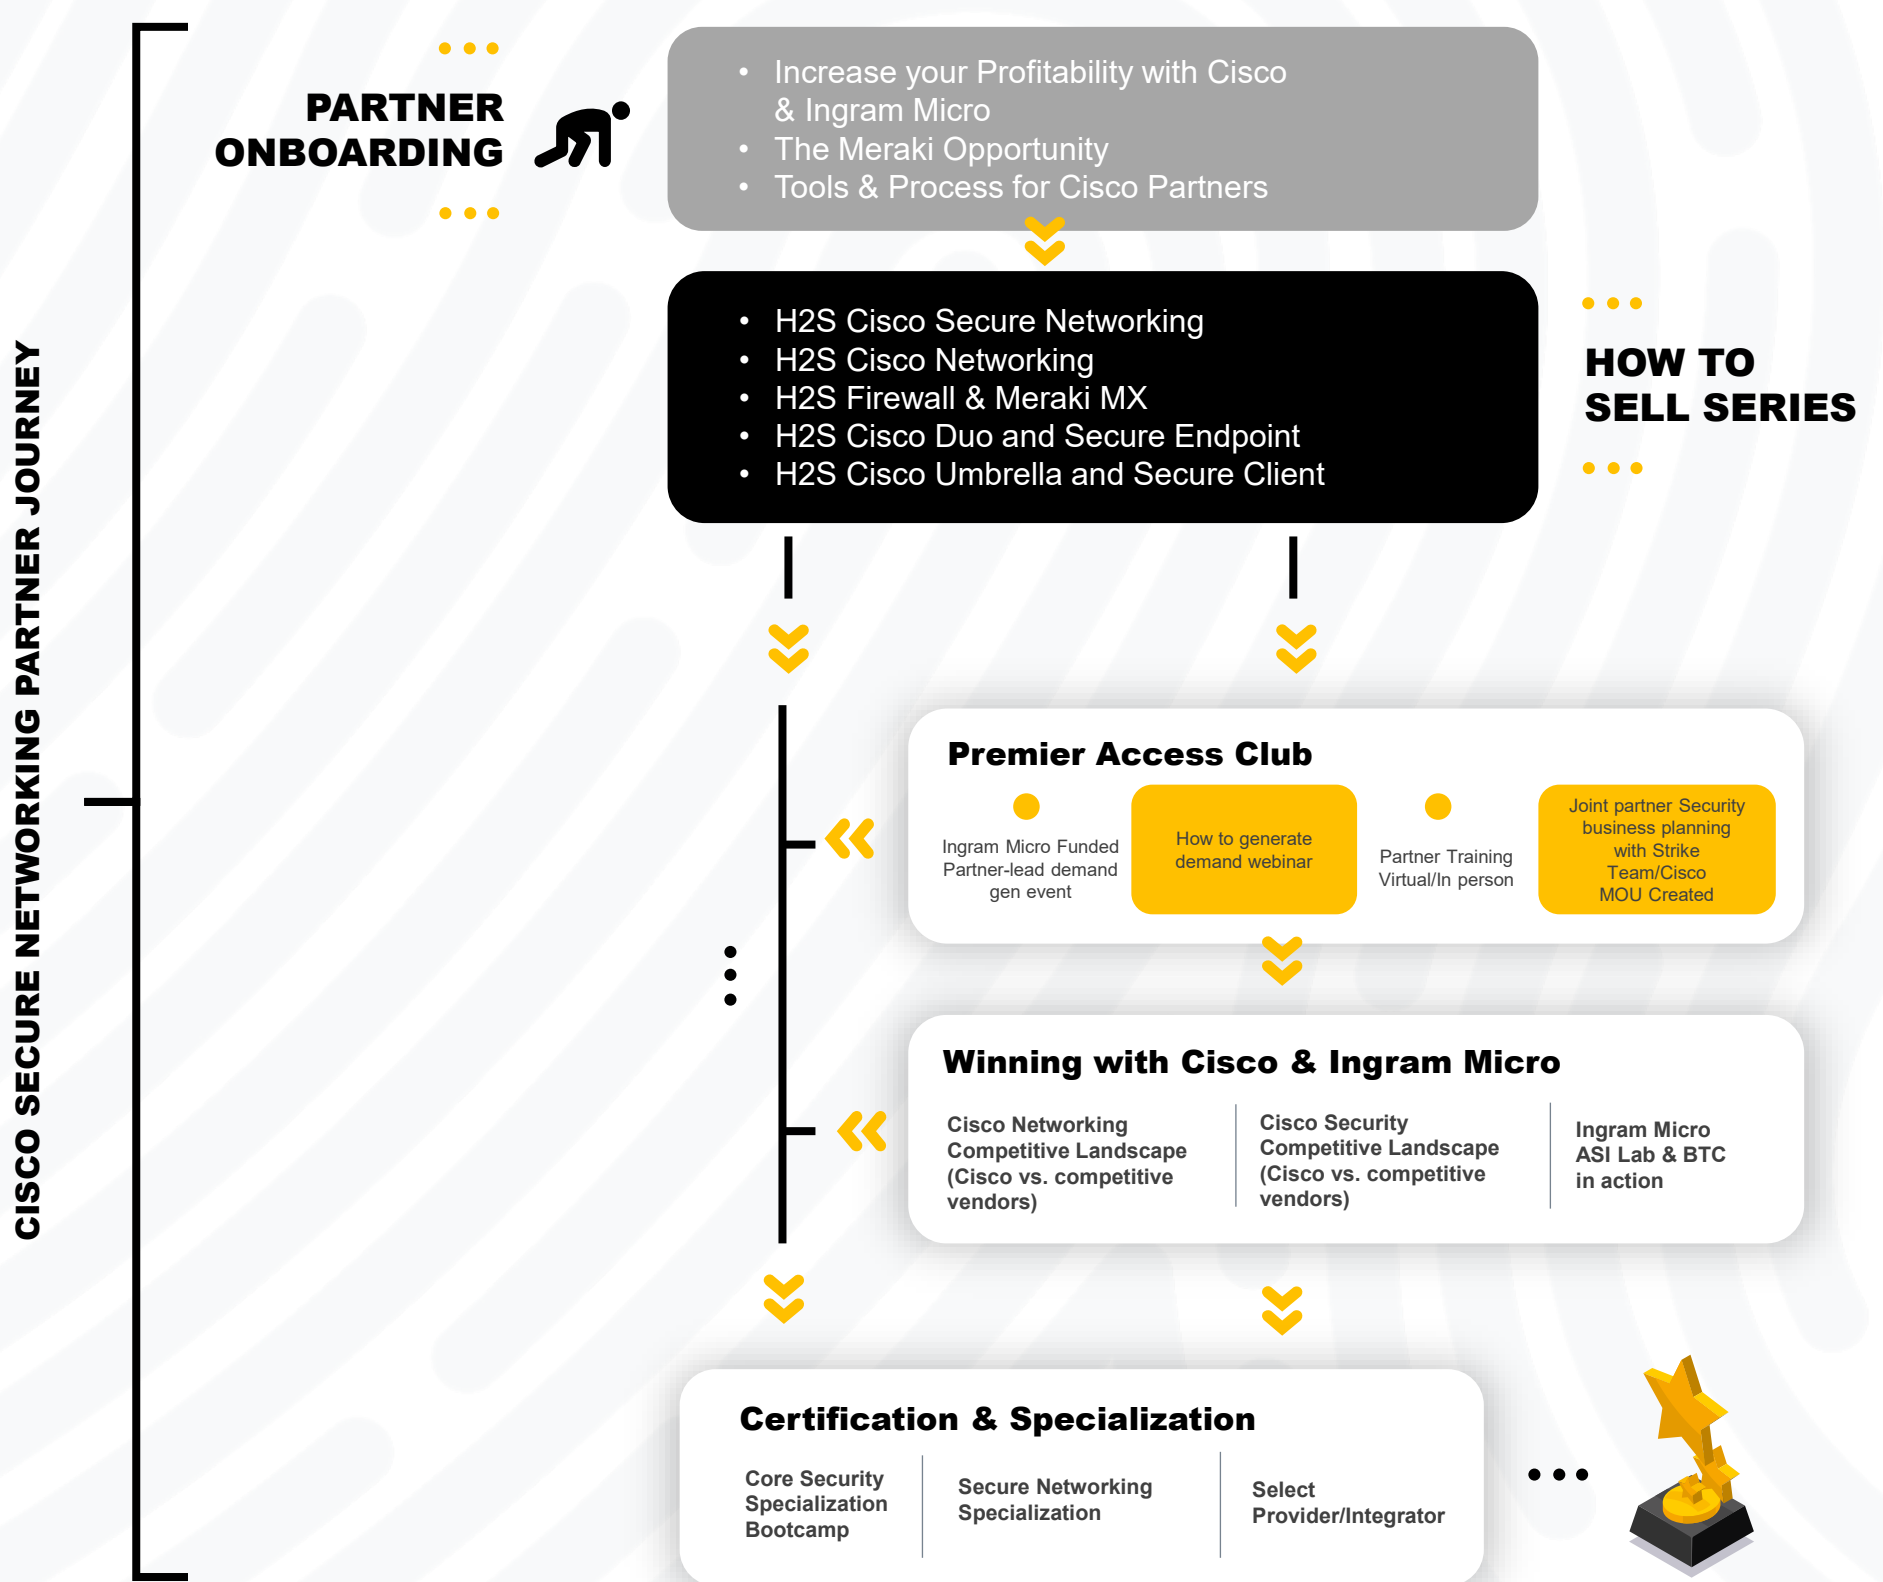 CISCO SECURE NETWORKING PARTNER JOURNEY
PARTNER
ONBOARDING
• Increase your Profitability with Cisco
& Ingram Micro
• The Meraki Opportunity
• Tools & Process for Cisco Partners
• H2S Cisco Secure Networking
• H2S Cisco Networking
• H2S Firewall & Meraki MX
• H2S Cisco Duo and Secure Endpoint
• H2S Cisco Umbrella and Secure Client
HOW TO
SELL SERIES
Premier Access Club
Ingram Micro Funded
Partner-lead demand
gen event
How to generate
demand webinar
Partner Training
Virtual/In person
Joint partner Security
business planning
with Strike
Team/Cisco
MOU Created
Winning with Cisco & Ingram Micro
Cisco Networking
Competitive Landscape
(Cisco vs. competitive
vendors)
Cisco Security
Competitive Landscape
(Cisco vs. competitive
vendors)
Ingram Micro
ASI Lab & BTC
in action
Certification & Specialization
Core Security
Specialization
Bootcamp
Secure Networking
Specialization
Select
Provider/Integrator